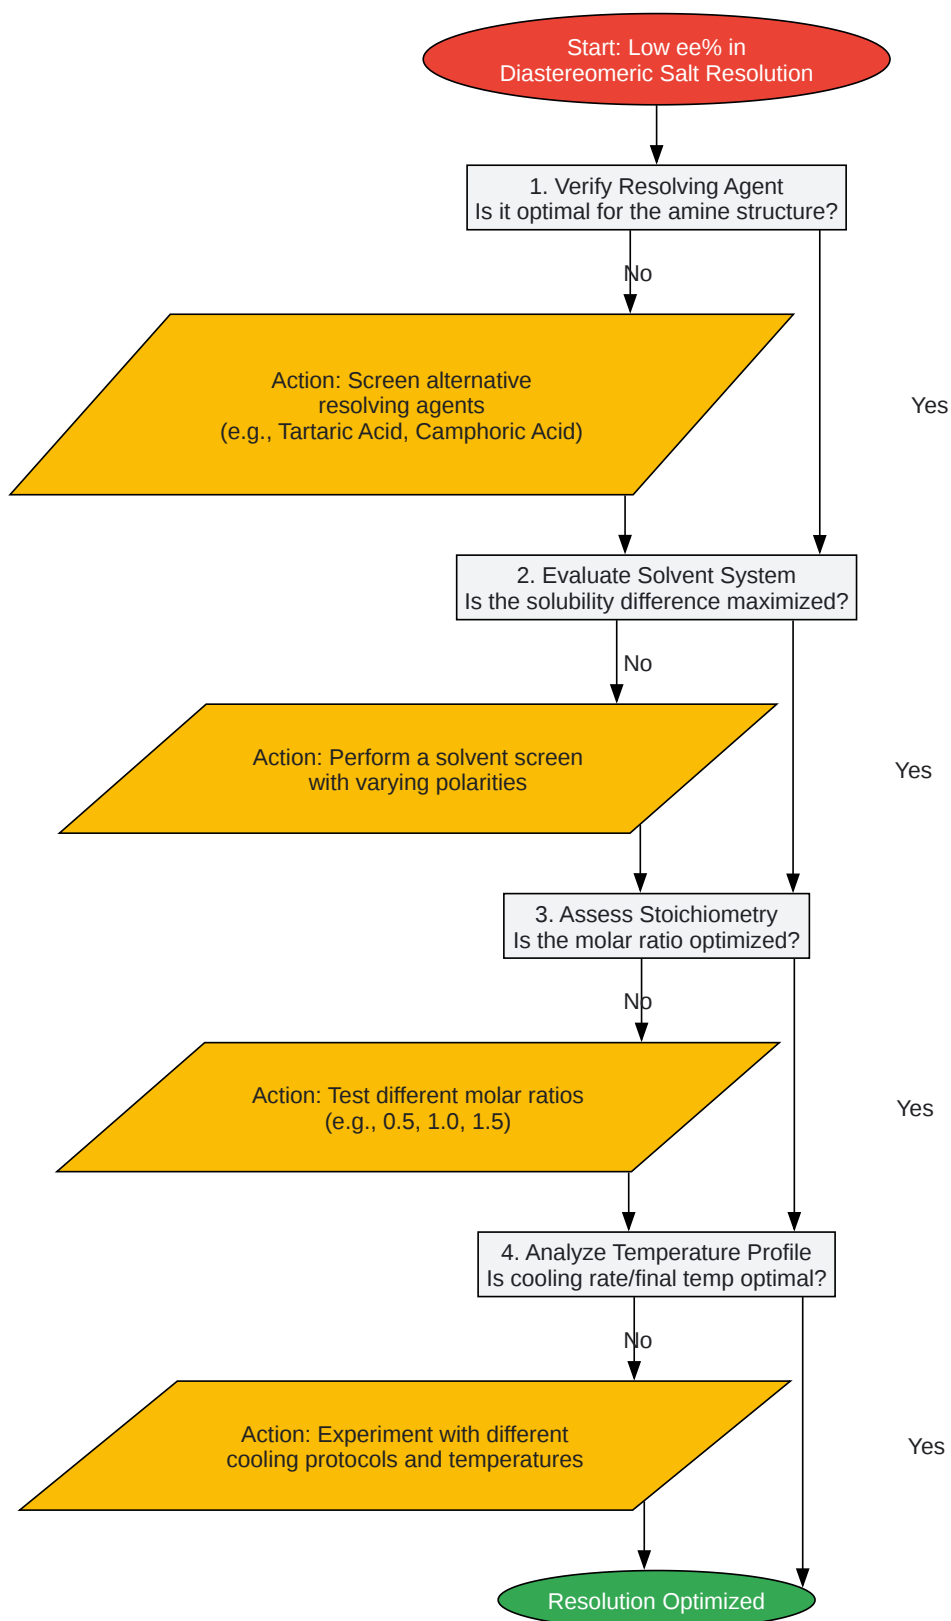 Start: Low ee% in
Diastereomeric Salt Resolution
1. Verify Resolving Agent
Is it optimal for the amine structure?
No
Action: Screen alternative
resolving agents
(e.g., Tartaric Acid, Camphoric Acid)
Yes
2. Evaluate Solvent System
Is the solubility difference maximized?
No
Action: Perform a solvent screen
with varying polarities
Yes
3. Assess Stoichiometry
Is the molar ratio optimized?
No
Action: Test different molar ratios
(e.g., 0.5, 1.0, 1.5)
Yes
4. Analyze Temperature Profile
Is cooling rate/final temp optimal?
No
Action: Experiment with different
cooling protocols and temperatures
Yes
Resolution Optimized